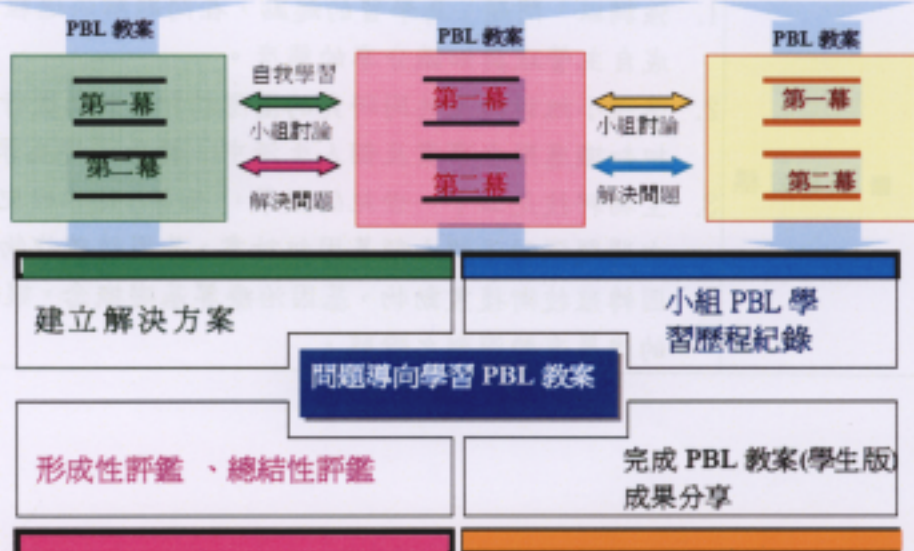 PBL 教案
PBL 教案
PBL 教案
第一幕
自我學習
第一幕
第一幕
小組討論
小組討論
第二幕
第二幕
第二幕
解決問題
解決問題
建立解決方案
小組 PBL 學
習歷程紀錄
問題導向學習 PBL 教案
形成性評鑑 、總結性評鑑
完成 PBL 教案(學生版)
成果分享